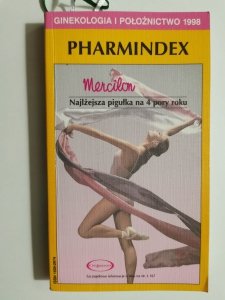 GINEKOLOGIA I POŁOŻNICTWO 1998
PHARMINDEX
Mercilon
Najlżejsza pigułka na 4 pory roku